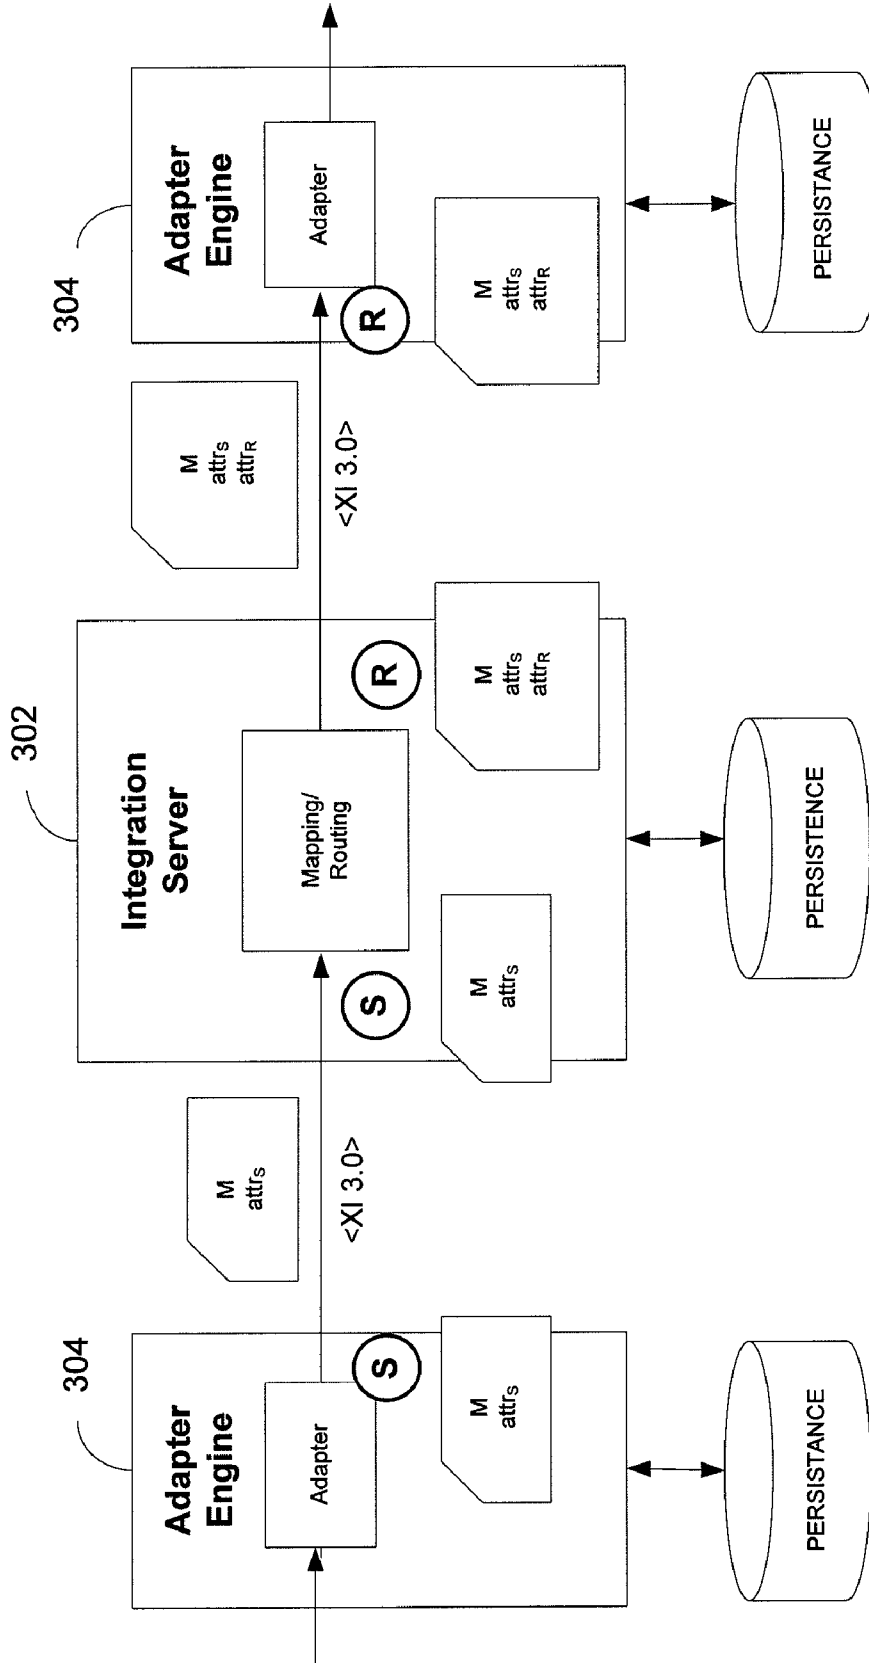 304
Adapter
Engine
Adapter
S
M
attrS
PERSISTANCE
M
attrS
<XI 3.0>
302
Integration
Server
Mapping/
Routing
S
R
M
attrS
M
attrS
attrR
PERSISTENCE
M
attrS
attrR
<XI 3.0>
304
Adapter
Engine
Adapter
R
M
attrS
attrR
PERSISTANCE